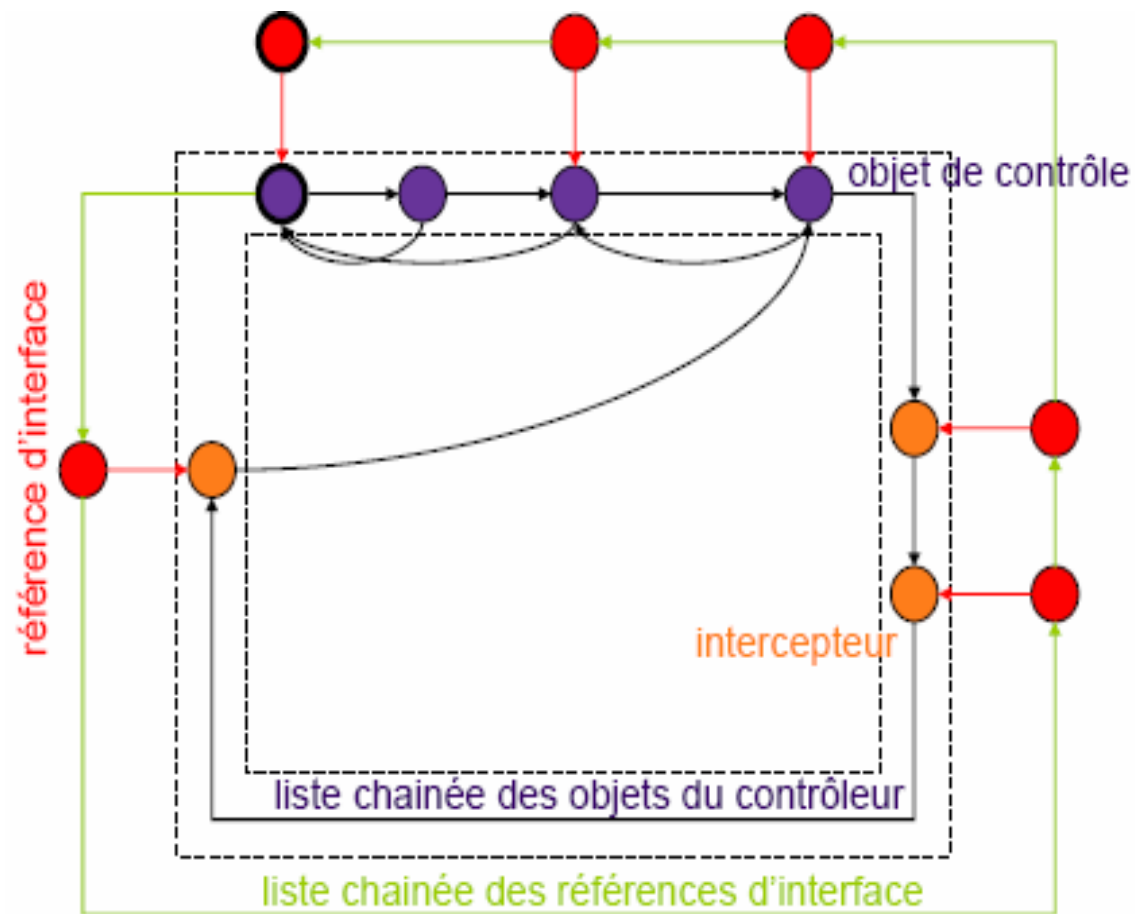 objet de contrôle
référence d'interface
intercepteur
liste chainée des objets du contrôleur
liste chainée des références d'interface